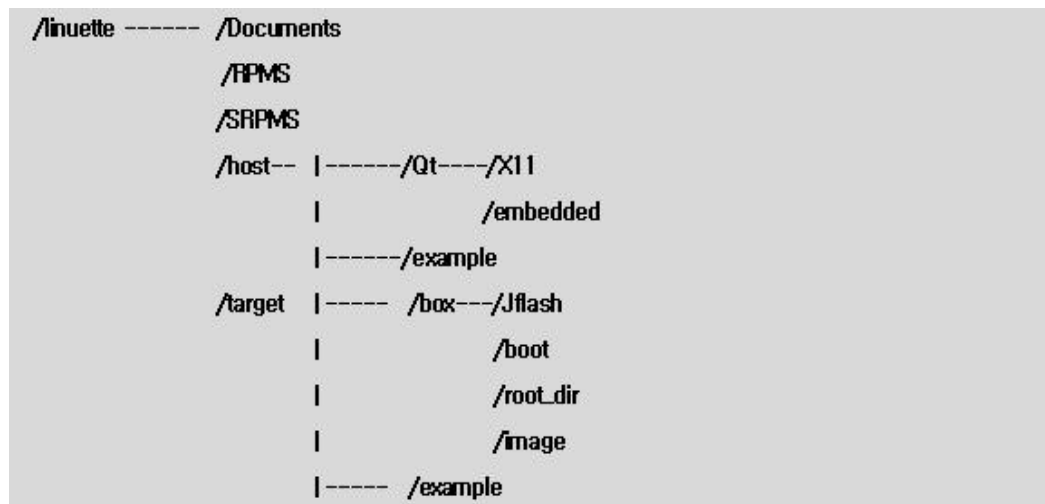 /linuette ------ /Documents
/RPMS
/SRPMS
/host-- |------/Qt----/X11
| /embedded
|------/example
/target |----- /box---/Jflash
| /boot
| /root_dir
| /image
|----- /example